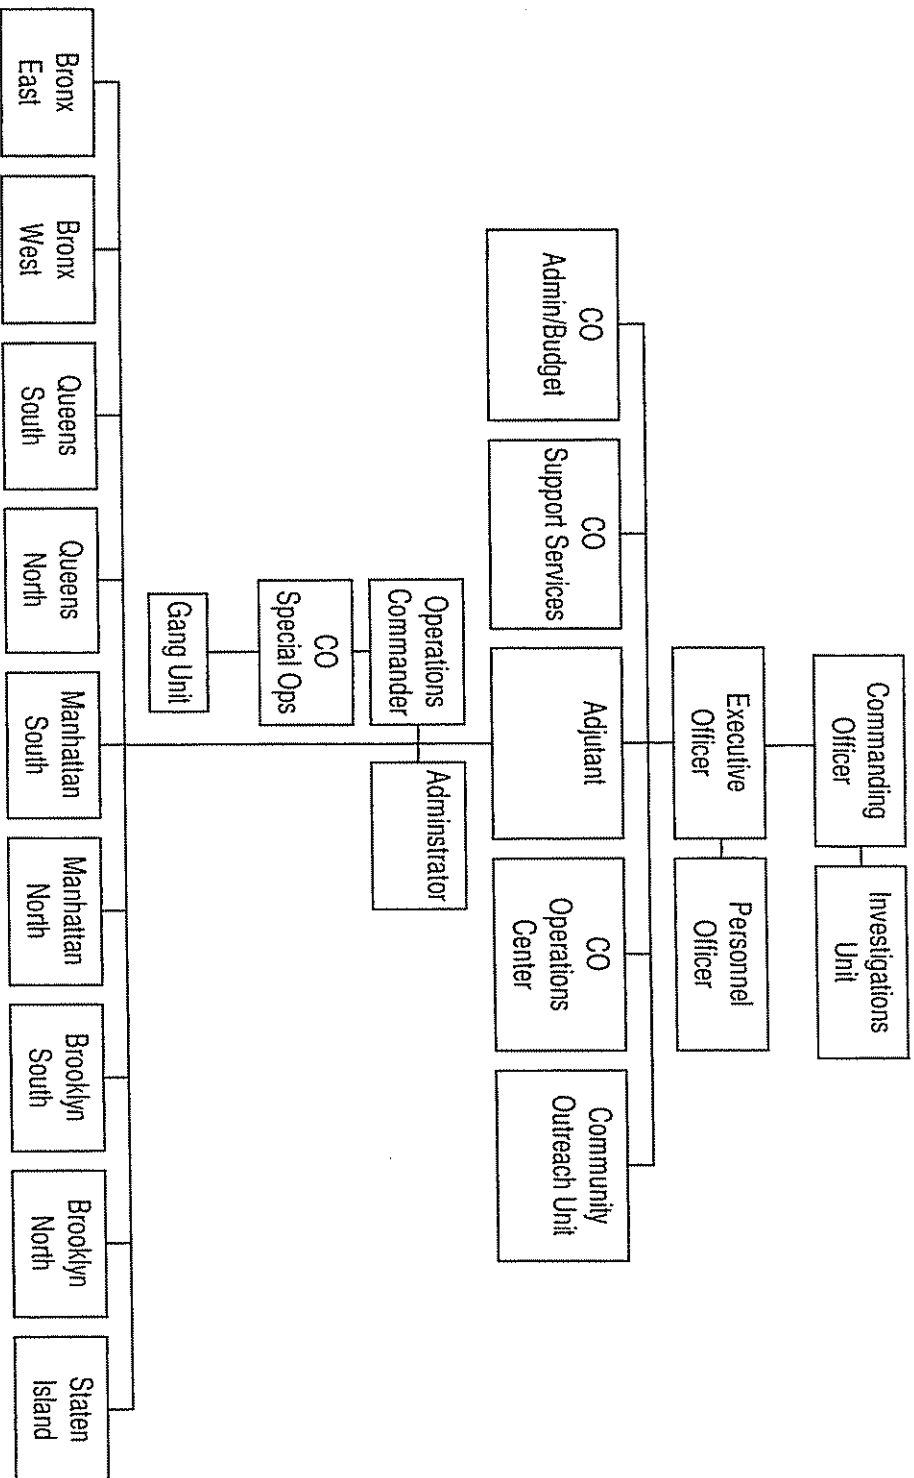 Commanding
Officer
Investigations
Unit
Executive
Officer
Personnel
Officer
CO
Admin/Budget
CO
Support Services
Adjutant
CO
Operations
Center
Community
Outreach Unit
Operations
Commander
Adminstrator
CO
Special Ops
Gang Unit
Bronx
East
Bronx
West
Queens
South
Queens
North
Manhattan
South
Manhattan
North
Brooklyn
South
Brooklyn
North
Staten
Island